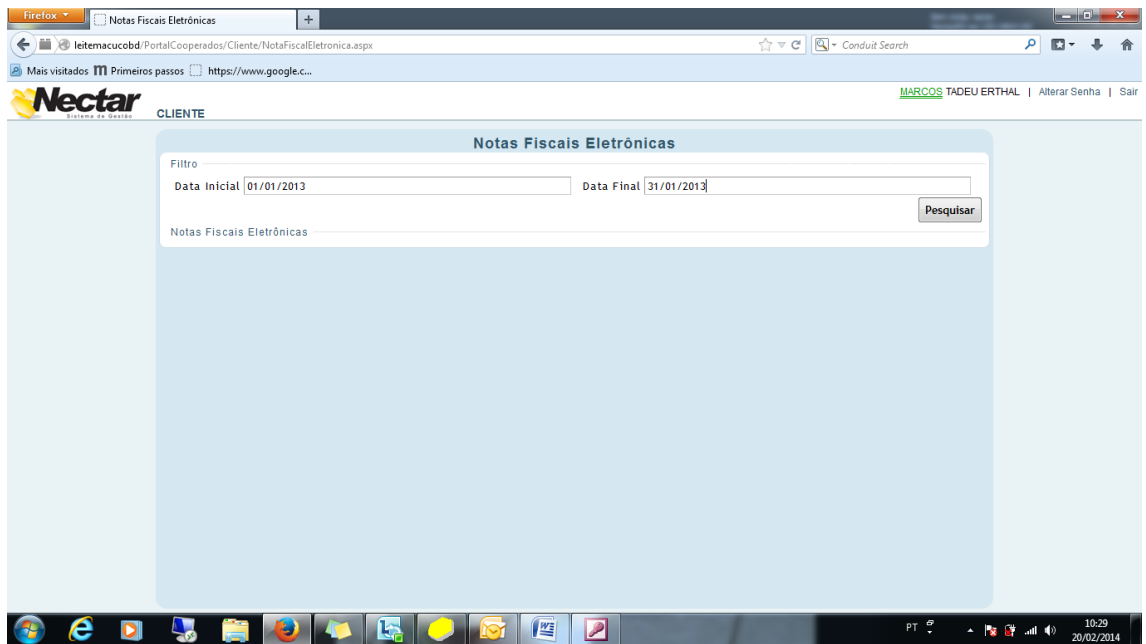 Firefox
Notas Fiscais Eletrônicas
+
leitemacucobd/PortalCooperados/Cliente/NotaFiscalEletronica.aspx
Conduit Search
Mais visitados
Primeiros passos
https://www.google.c...
Nectar
Sistema de Gestão
CLIENTE
MARCOS TADEU ERTHAL | Alterar Senha | Sair
Notas Fiscais Eletrônicas
Filtro
Data Inicial 01/01/2013
Data Final 31/01/2013
Pesquisar
Notas Fiscais Eletrônicas
PT
10:29
20/02/2014